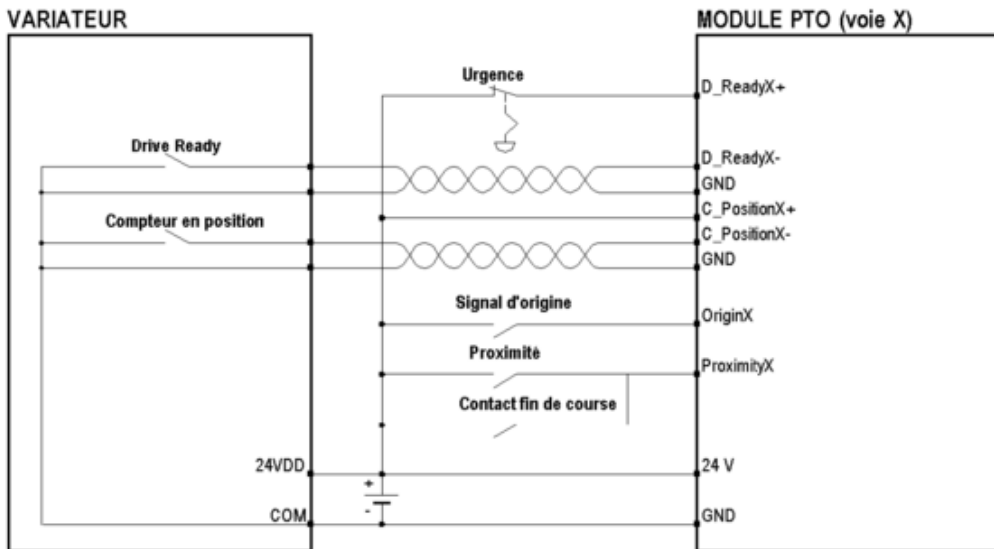 VARIATEUR
MODULE PTO (voie X)
Urgence
D_ReadyX+
Drive Ready
D_ReadyX-
GND
C_PositionX+
Compteur en position
C_PositionX-
GND
Signal d'origine
OriginX
Proximité
ProximityX
Contact fin de course
24VDD
24 V
+
-
COM
GND